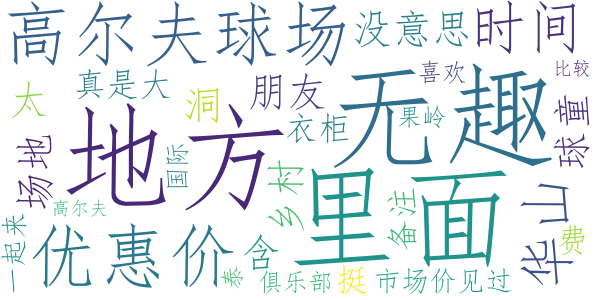 高尔夫球场
没意思
时间
真是大
朋友
喜欢
比较
太
洞
无趣
地方
衣柜
果岭
球童
场地
国际
乡村
里面
备注
华山
高尔夫
一起来
优惠价
含
泰
俱乐部
挺
市场价
见过
费